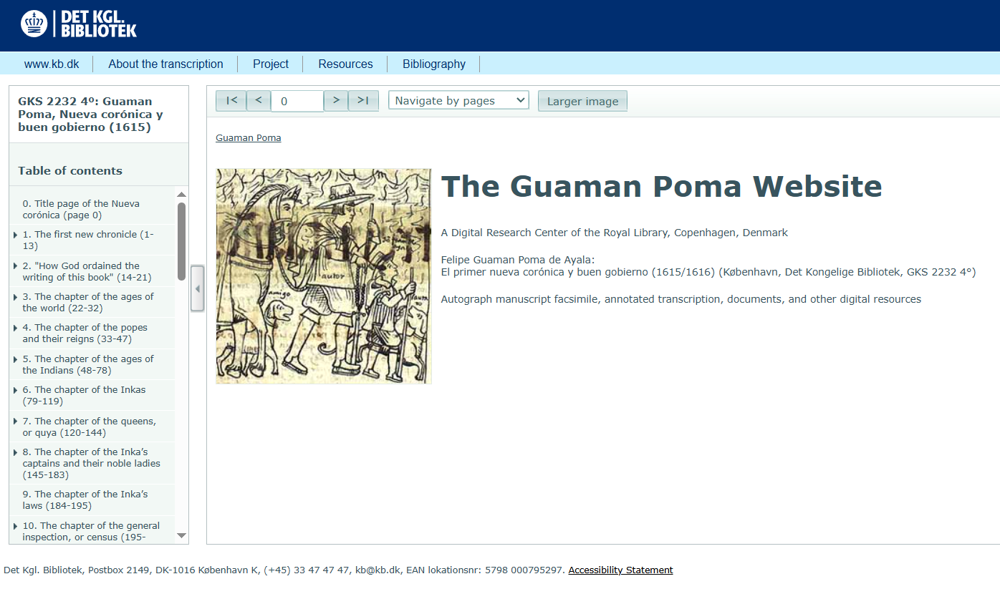 DET KGL.
BIBLIOTEK
www.kb.dk
About the transcription
Project
Resources
Bibliography
GKS 2232 4º: Guaman
Poma, Nueva corónica y
buen gobierno (1615)
Table of contents
0. Title page of the Nueva
corónica (page 0)
1. The first new chronicle (1-
13)
2. "How God ordained the
writing of this book" (14-21)
3. The chapter of the ages of
the world (22-32)
4. The chapter of the popes
and their reigns (33-47)
5. The chapter of the ages of
the Indians (48-78)
6. The chapter of the Inkas
(79-119)
7. The chapter of the queens,
or quya (120-144)
8. The chapter of the Inka’s
captains and their noble ladies
(145-183)
9. The chapter of the Inka’s
laws (184-195)
10. The chapter of the general
inspection, or census (195-
0
Navigate by pages
Larger image
Guaman Poma
autor
amigo
The Guaman Poma Website
A Digital Research Center of the Royal Library, Copenhagen, Denmark
Felipe Guaman Poma de Ayala:
El primer nueva corónica y buen gobierno (1615/1616) (København, Det Kongelige Bibliotek, GKS 2232 4°)
Autograph manuscript facsimile, annotated transcription, documents, and other digital resources
Det Kgl. Bibliotek, Postbox 2149, DK-1016 København K, (+45) 33 47 47 47, kb@kb.dk, EAN lokationsnr: 5798 000795297. Accessibility Statement